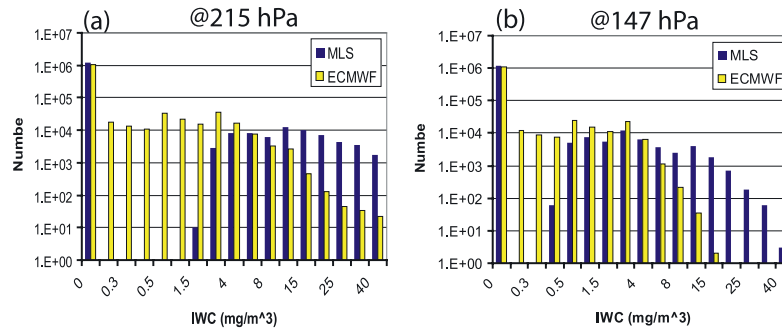 (a) @215 hPa
1.E+07
1.E+06
1.E+05
1.E+04
1.E+03
1.E+02
1.E+01
1.E+00
Numbe
MLS
ECMWF
0 0.3 0.5 1.5 4 8 15 25 40
IWC (mg/m^3)
(b) @147 hPa
1.E+07
1.E+06
1.E+05
1.E+04
1.E+03
1.E+02
1.E+01
1.E+00
Numbe
MLS
ECMWF
0 0.3 0.5 1.5 4 8 15 25 40
IWC (mg/m^3)